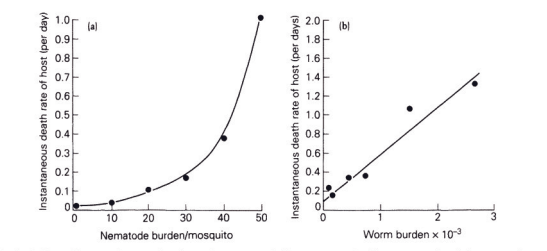 (a)
Instantaneous death rate of host (per day)
1.0
0.9
0.8
0.7
0.6
0.5
0.4
0.3
0.2
0.1
0
0 10 20 30 40 50
Nematode burden/mosquito
(b)
Instantaneous death rate of host (per days)
2.0
1.8
1.6
1.4
1.2
1.0
0.8
0.6
0.4
0.2
0
0 1 2 3
Worm burden × 10⁻³